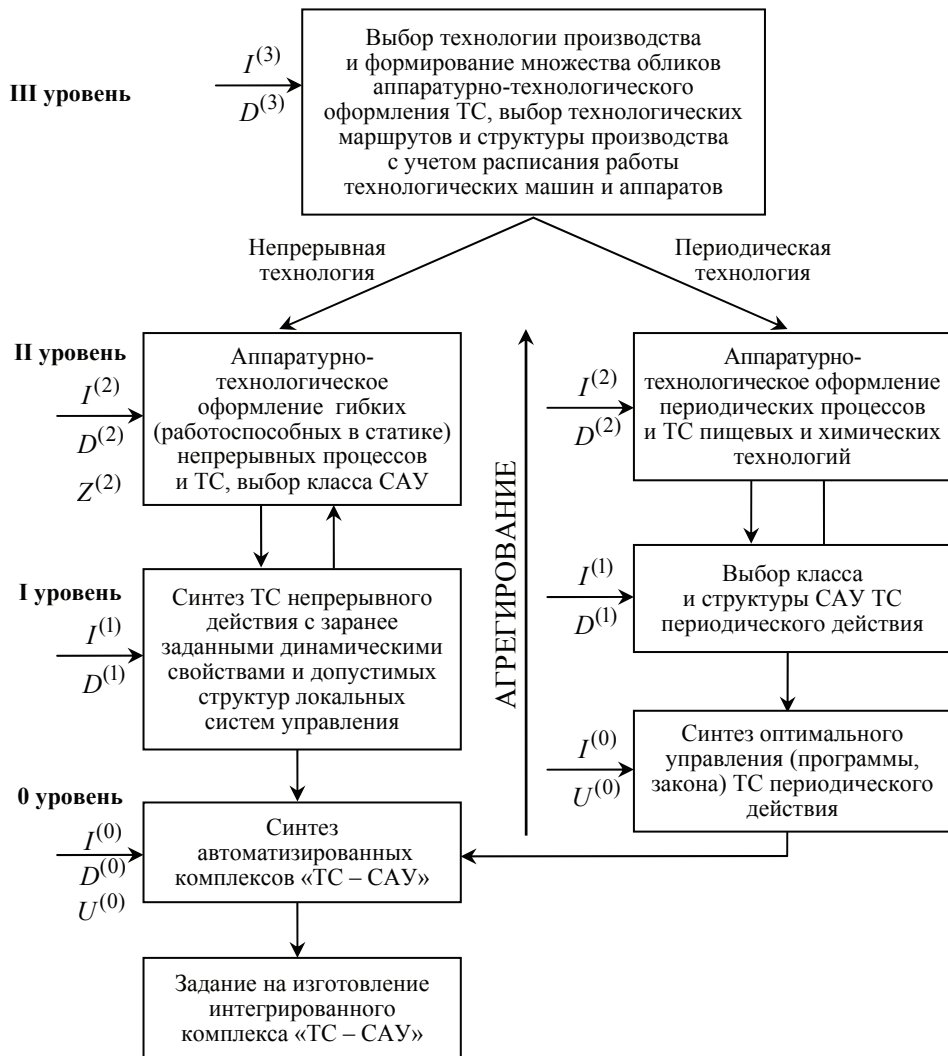 Выбор технологии производства
и формирование множества обликов
аппаратурно-технологического
оформления ТС, выбор технологических
маршрутов и структуры производства
с учетом расписания работы
технологических машин и аппаратов
III уровень
I(3)
D(3)
Непрерывная
технология
Периодическая
технология
II уровень
I(2)
D(2)
Z(2)
Аппаратурно-
технологическое
оформление гибких
(работоспособных в статике)
непрерывных процессов
и ТС, выбор класса САУ
АГРЕГИРОВАНИЕ
I(2)
D(2)
Аппаратурно-
технологическое оформление
периодических процессов
и ТС пищевых и химических
технологий
I уровень
I(1)
D(1)
Синтез ТС непрерывного
действия с заранее
заданными динамическими
свойствами и допустимых
структур локальных
систем управления
I(1)
D(1)
Выбор класса
и структуры САУ ТС
периодического действия
I(0)
U(0)
Синтез оптимального
управления (программы,
закона) ТС периодического
действия
0 уровень
I(0)
D(0)
U(0)
Синтез
автоматизированных
комплексов «ТС – САУ»
Задание на изготовление
интегрированного
комплекса «ТС – САУ»